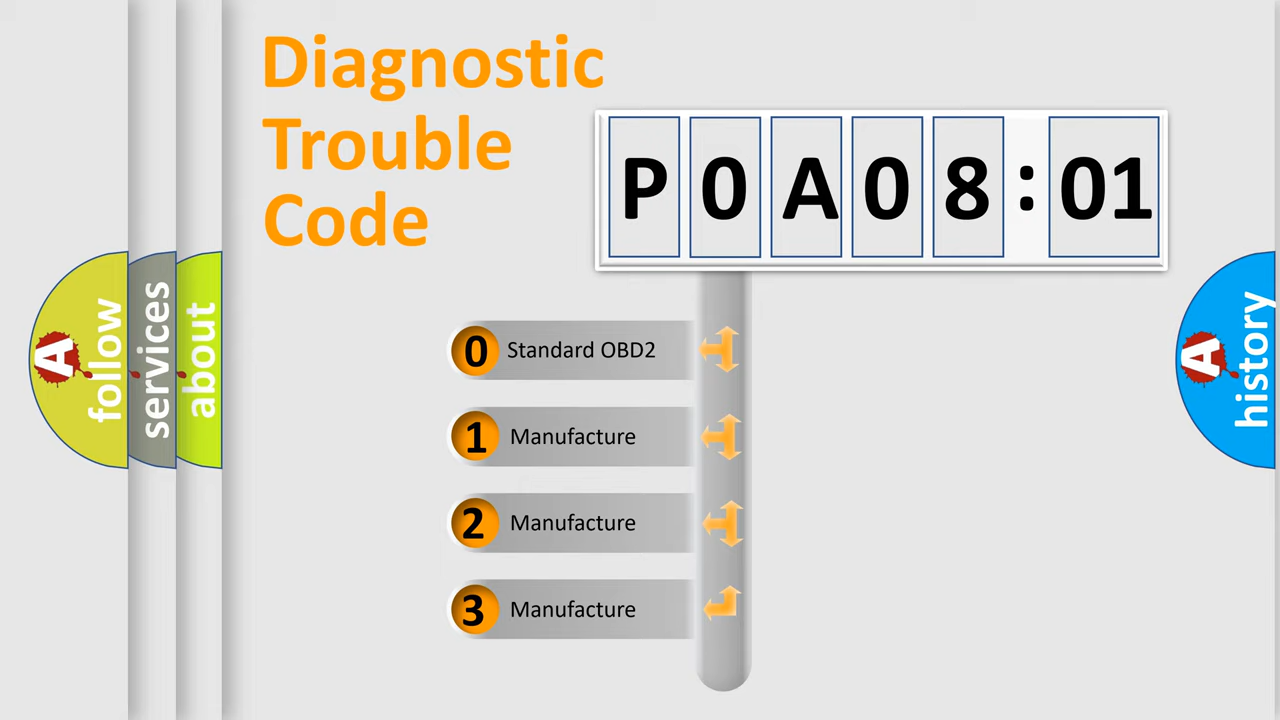 Diagnostic
Trouble
Code
P0A08:01
0 Standard OBD2
1 Manufacture
2 Manufacture
3 Manufacture
A follow
services
about
A history